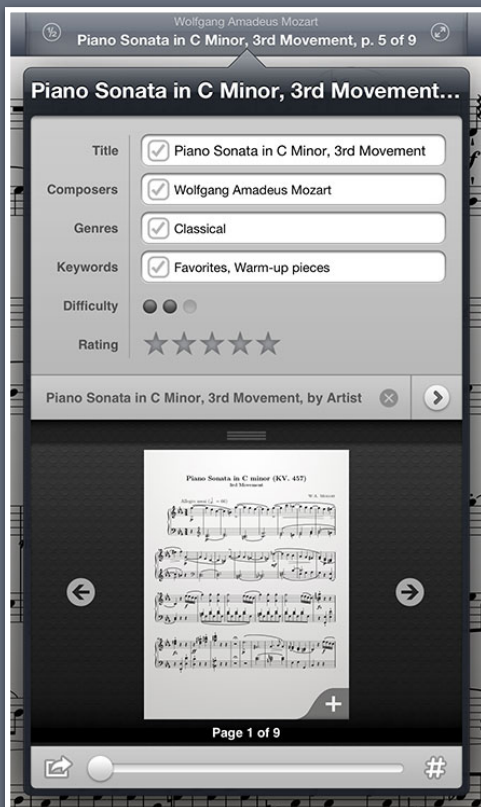 ½
Wolfgang Amadeus Mozart
Piano Sonata in C Minor, 3rd Movement, p. 5 of 9
Piano Sonata in C Minor, 3rd Movement…
Title Piano Sonata in C Minor, 3rd Movement
Composers Wolfgang Amadeus Mozart
Genres Classical
Keywords Favorites, Warm-up pieces
Difficulty
Rating
Piano Sonata in C Minor, 3rd Movement, by Artist
Piano Sonata in C minor (KV. 457)
3rd Movement
W.A. Mozart
Page 1 of 9
#